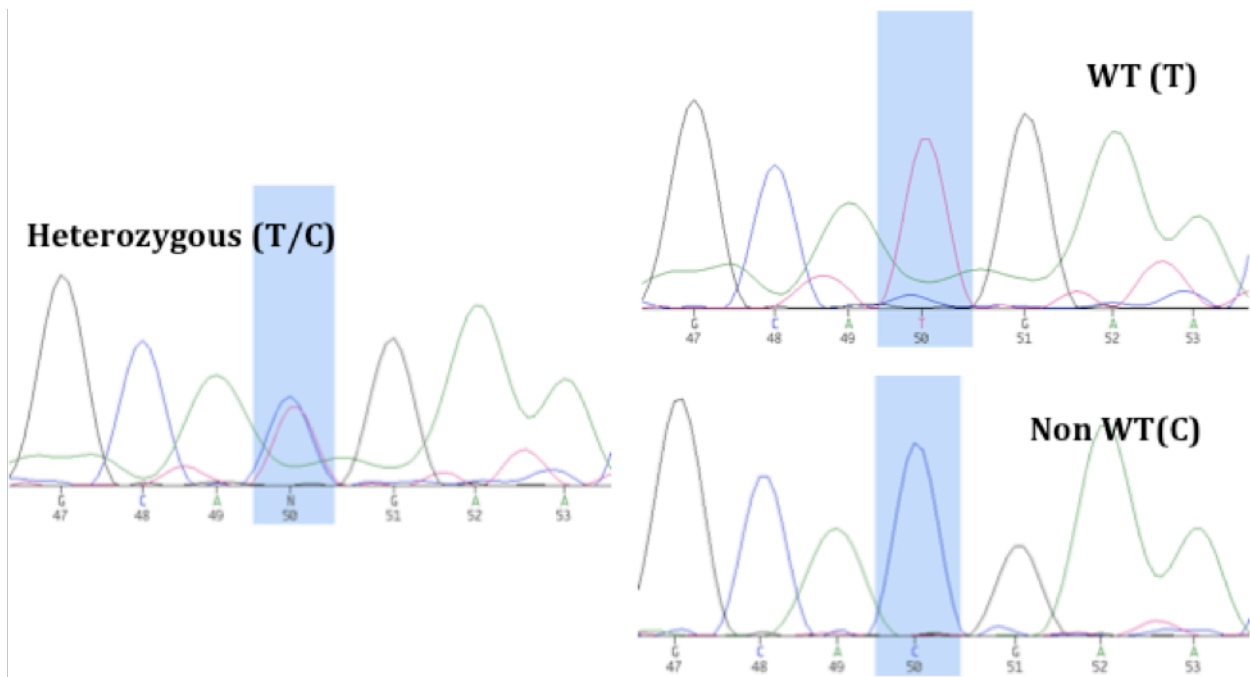 Heterozygous (T/C)
G C A N G A A
47 48 49 50 51 52 53
WT (T)
G C A T G A A
47 48 49 50 51 52 53
Non WT(C)
G C A C G A A
47 48 49 50 51 52 53